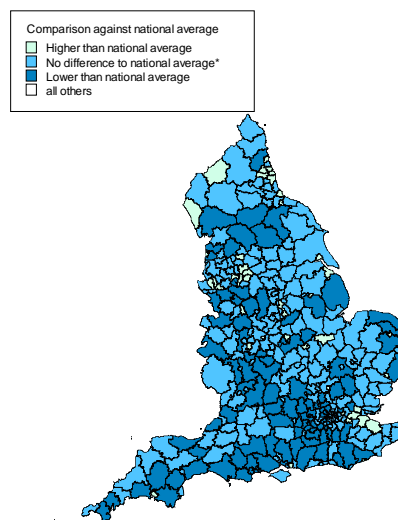 Comparison against national average
Higher than national average
No difference to national average*
Lower than national average
all others